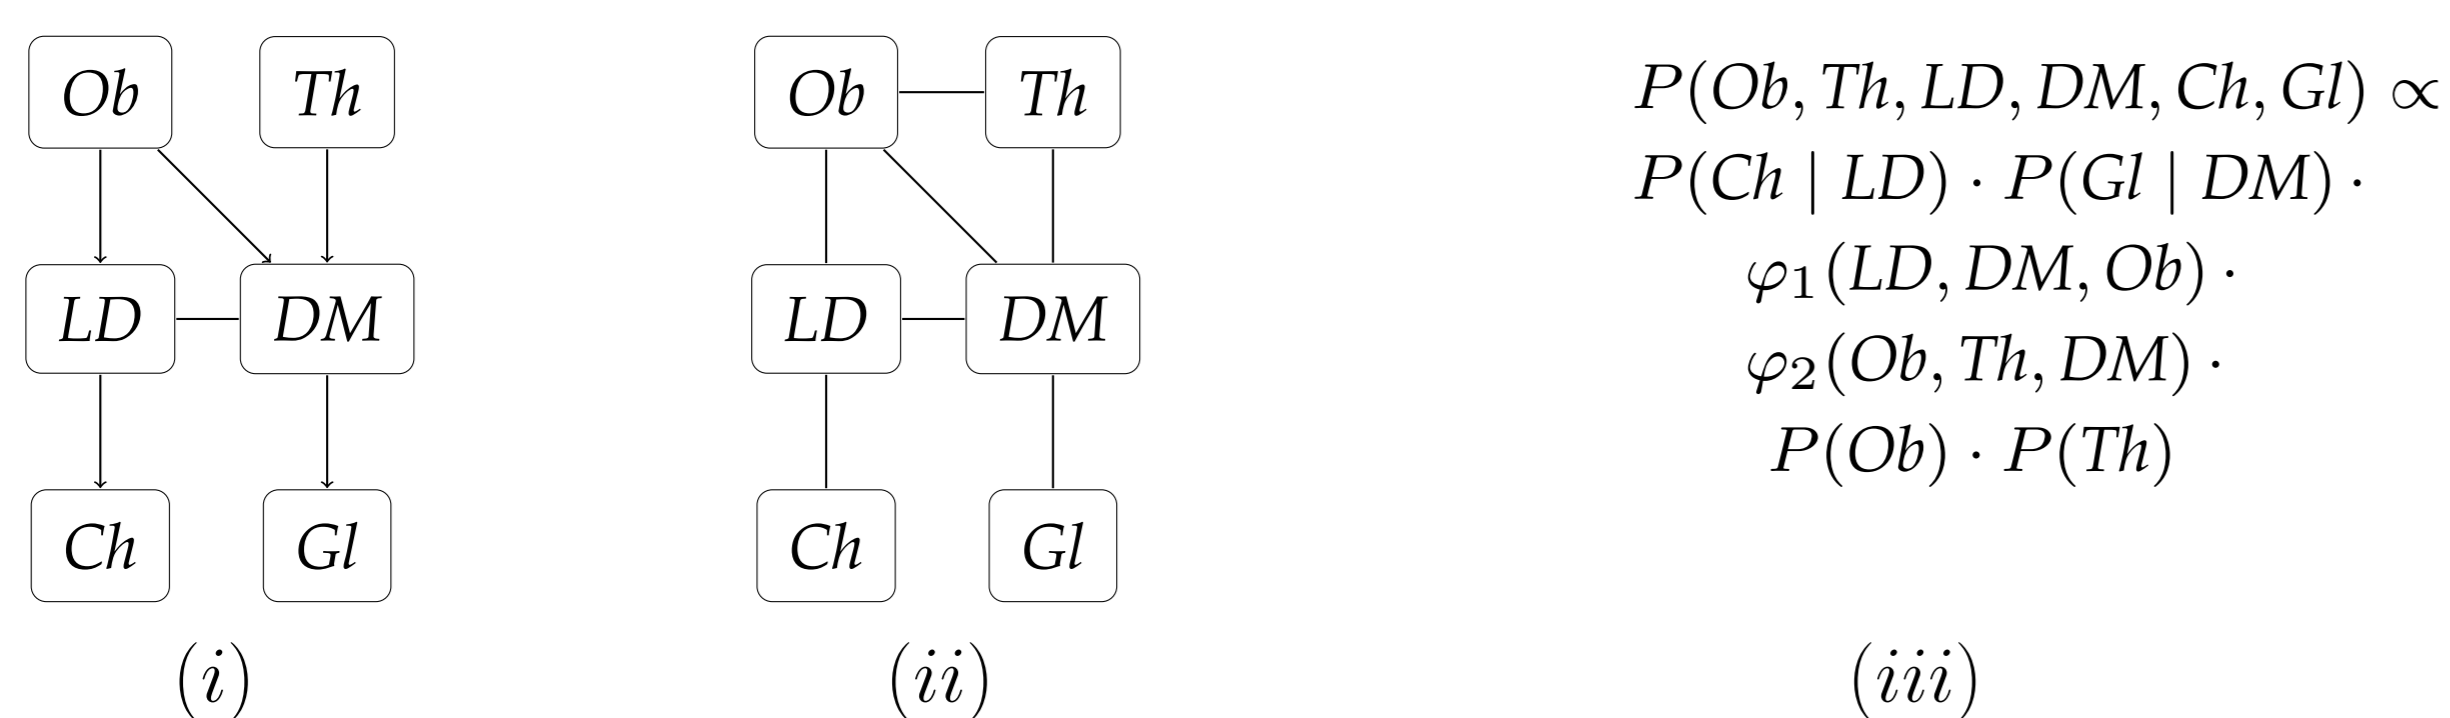 Ob Th
LD DM
Ch Gl
(i)
Ob Th
LD DM
Ch Gl
(ii)
P(Ob, Th, LD, DM, Ch, Gl) ∝
P(Ch | LD) · P(Gl | DM) ·
φ₁(LD, DM, Ob) ·
φ₂(Ob, Th, DM) ·
P(Ob) · P(Th)
(iii)